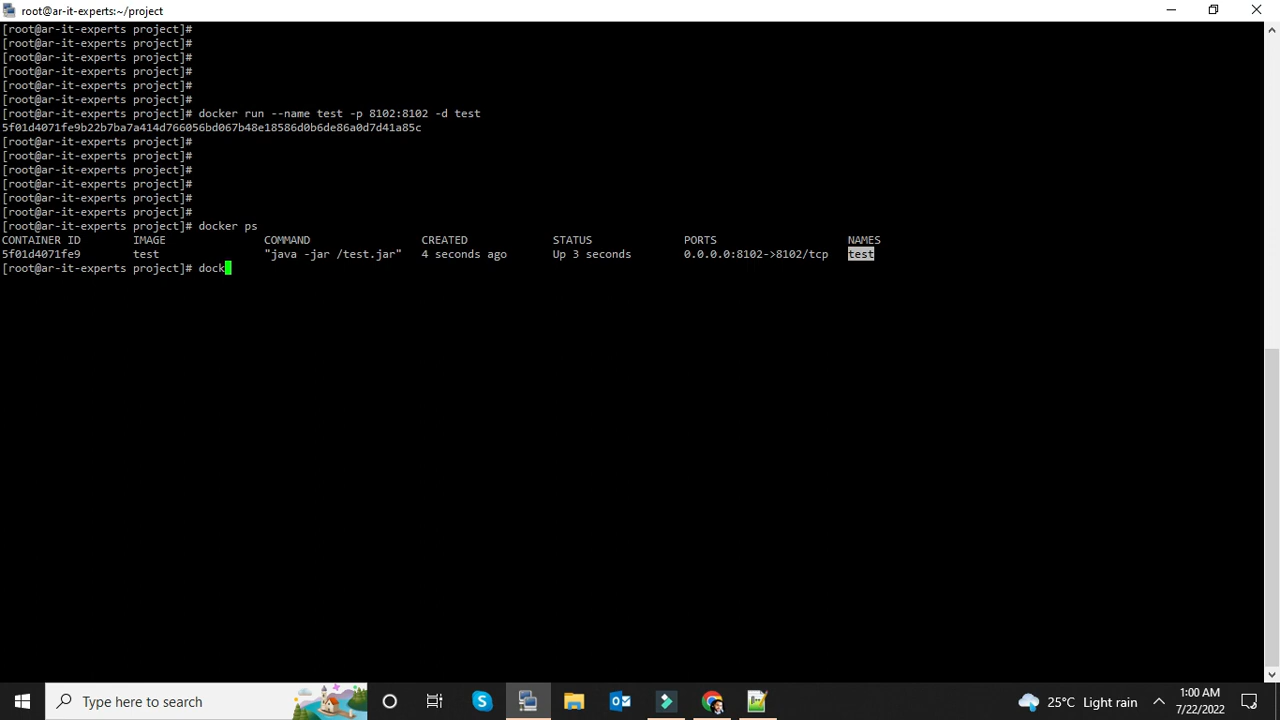 root@ar-it-experts:~/project
[root@ar-it-experts project]#
[root@ar-it-experts project]#
[root@ar-it-experts project]#
[root@ar-it-experts project]#
[root@ar-it-experts project]#
[root@ar-it-experts project]#
[root@ar-it-experts project]# docker run --name test -p 8102:8102 -d test
5f01d4071fe9b22b7ba7a414d766056bd067b48e18586d0b6de86a0d7d41a85c
[root@ar-it-experts project]#
[root@ar-it-experts project]#
[root@ar-it-experts project]#
[root@ar-it-experts project]#
[root@ar-it-experts project]#
[root@ar-it-experts project]#
[root@ar-it-experts project]# docker ps
CONTAINER ID IMAGE COMMAND CREATED STATUS PORTS NAMES
5f01d4071fe9 test "java -jar /test.jar" 4 seconds ago Up 3 seconds 0.0.0.0:8102->8102/tcp test
[root@ar-it-experts project]# dock
Type here to search
25°C Light rain
1:00 AM
7/22/2022